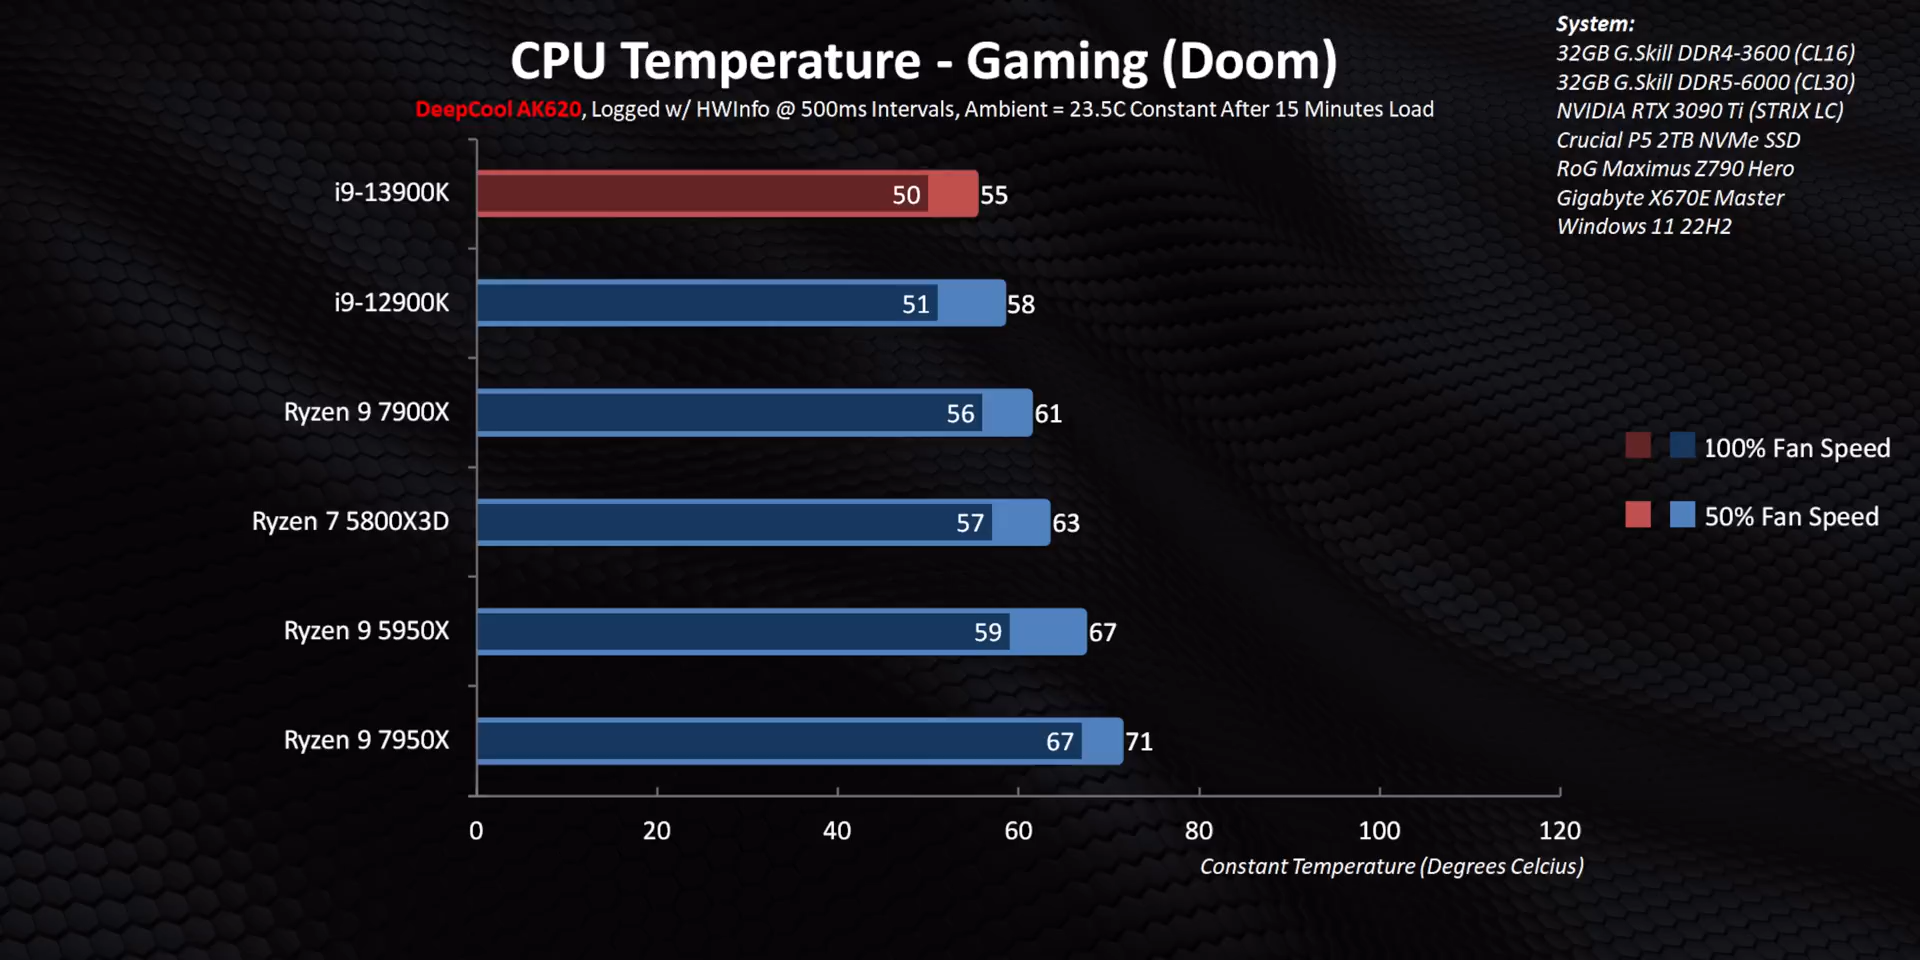 System:
32GB G.Skill DDR4-3600 (CL16)
32GB G.Skill DDR5-6000 (CL30)
NVIDIA RTX 3090 Ti (STRIX LC)
Crucial P5 2TB NVMe SSD
RoG Maximus Z790 Hero
Gigabyte X670E Master
Windows 11 22H2
CPU Temperature - Gaming (Doom)
DeepCool AK620, Logged w/ HWInfo @ 500ms Intervals, Ambient = 23.5C Constant After 15 Minutes Load
i9-13900K 50 55
i9-12900K 51 58
Ryzen 9 7900X 56 61
Ryzen 7 5800X3D 57 63
Ryzen 9 5950X 59 67
Ryzen 9 7950X 67 71
0 20 40 60 80 100 120
Constant Temperature (Degrees Celcius)
100% Fan Speed
50% Fan Speed